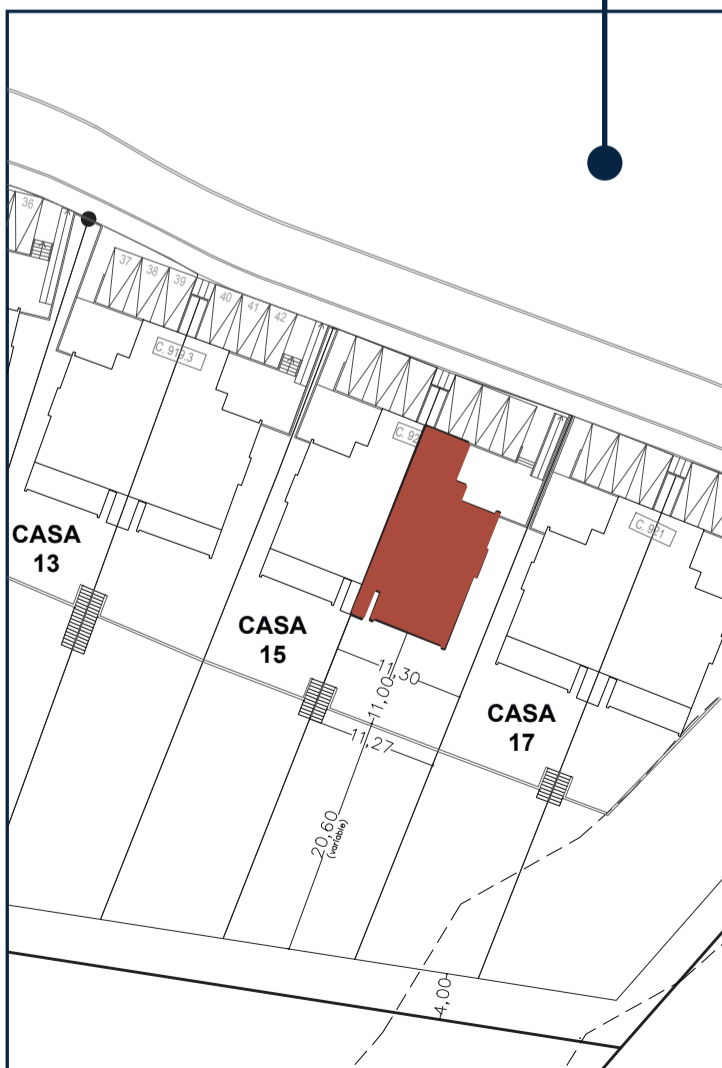 36
37
38
39
40
41
42
C. 919.3
C. 92
C. 921
CASA
13
CASA
15
CASA
17
11,30
11,00
11,27
20,60
(variable)
4,00